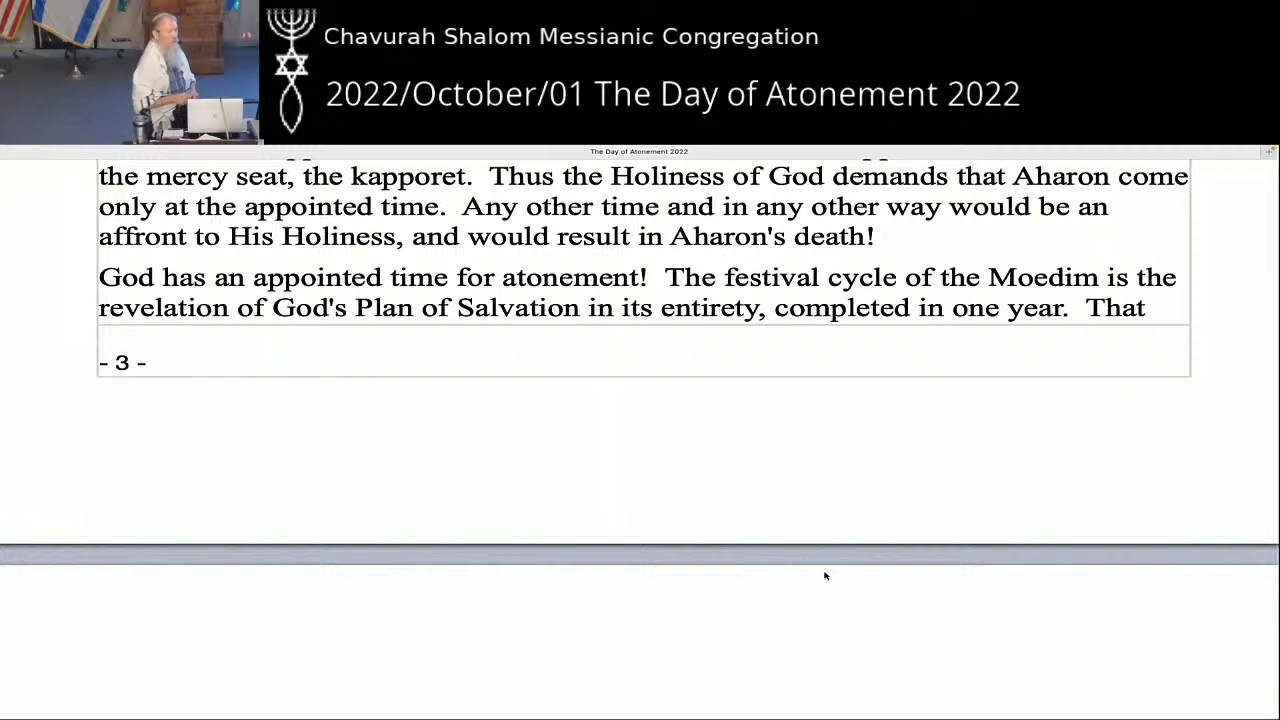 Chavurah Shalom Messianic Congregation
2022/October/01 The Day of Atonement 2022
The Day of Atonement 2022
the mercy seat, the kapporet.  Thus the Holiness of God demands that Aharon come
only at the appointed time.  Any other time and in any other way would be an
affront to His Holiness, and would result in Aharon's death!
God has an appointed time for atonement!  The festival cycle of the Moedim is the
revelation of God's Plan of Salvation in its entirety, completed in one year.  That
- 3 -